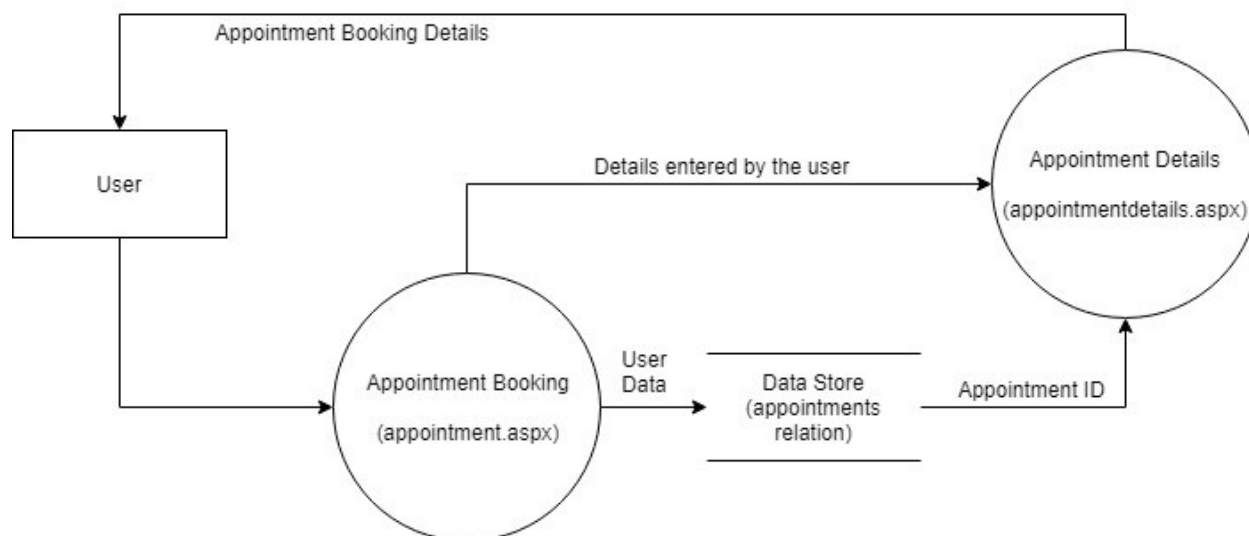 Appointment Booking Details
User
Details entered by the user
Appointment Details
(appointmentdetails.aspx)
Appointment Booking
(appointment.aspx)
User
Data
Data Store
(appointments
relation)
Appointment ID